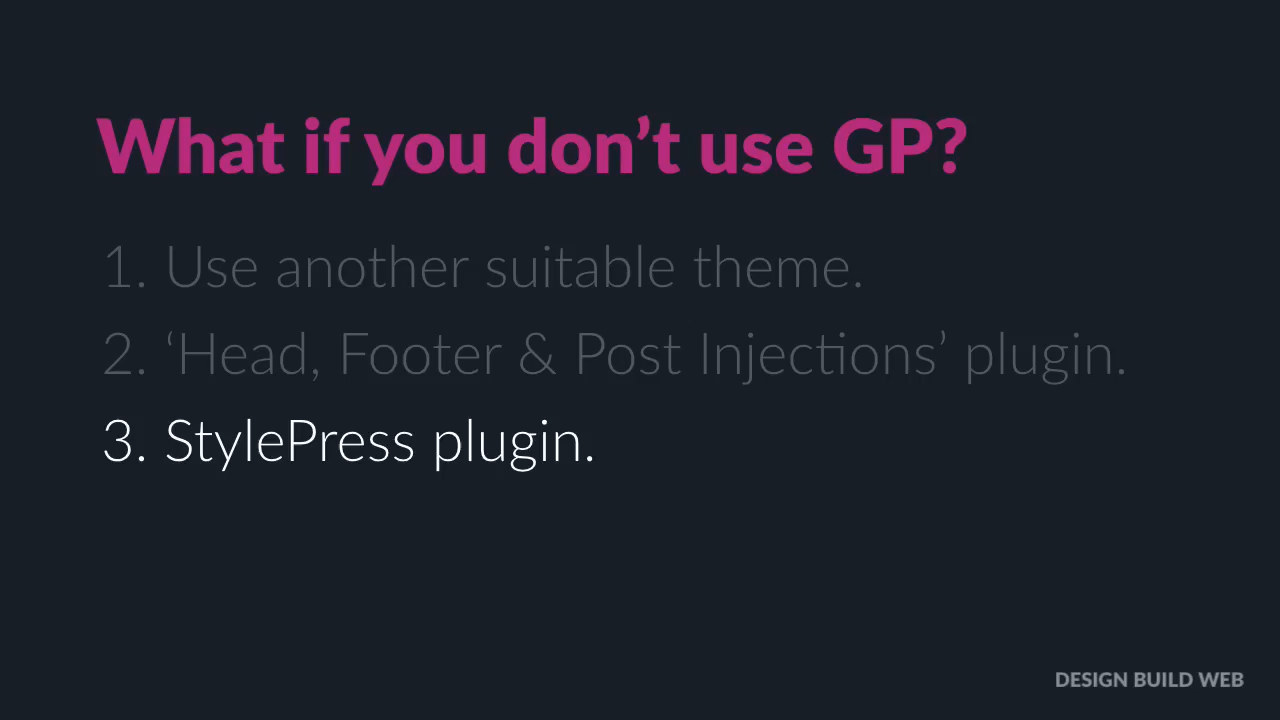 What if you don’t use GP?
1. Use another suitable theme.
2. ‘Head, Footer & Post Injections’ plugin.
3. StylePress plugin.
DESIGN BUILD WEB